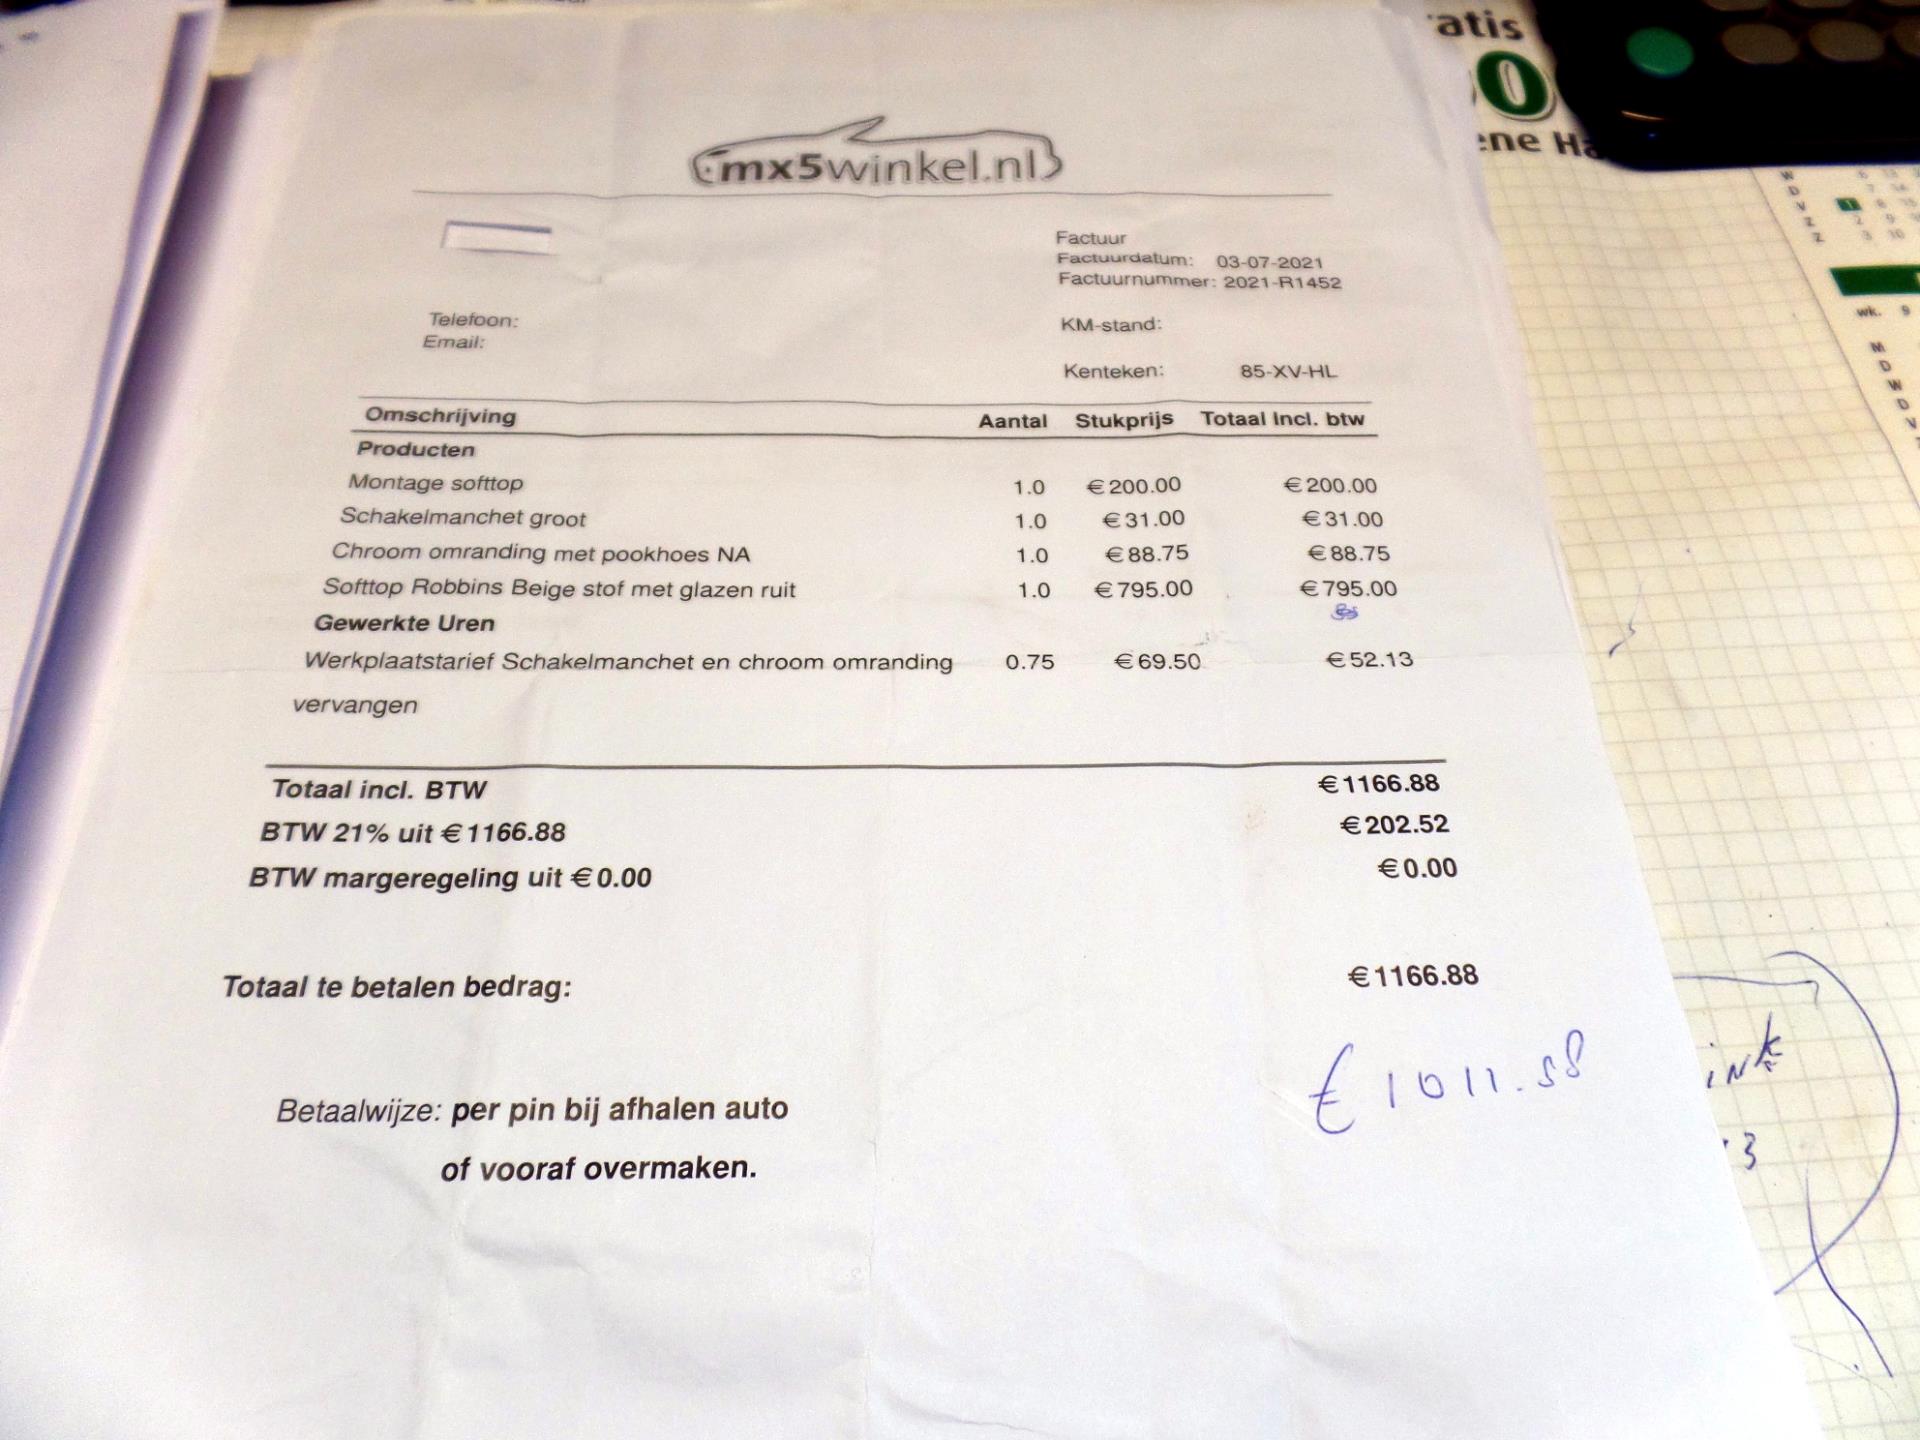 atis
0
ene Ha
mx5winkel.nl
Factuur
Factuurdatum: 03-07-2021
Factuurnummer: 2021-R1452
Telefoon:
Email:
KM-stand:
Kenteken: 85-XV-HL
Omschrijving Aantal Stukprijs Totaal Incl. btw
Producten
Montage softtop 1.0 €200.00 €200.00
Schakelmanchet groot 1.0 €31.00 €31.00
Chroom omranding met pookhoes NA 1.0 €88.75 €88.75
Softtop Robbins Beige stof met glazen ruit 1.0 €795.00 €795.00
Gewerkte Uren
Werkplaatstarief Schakelmanchet en chroom omranding 0.75 €69.50 €52.13
vervangen
Totaal incl. BTW €1166.88
BTW 21% uit €1166.88 €202.52
BTW margeregeling uit €0.00 €0.00
Totaal te betalen bedrag: €1166.88
€1011.58
Betaalwijze: per pin bij afhalen auto
of vooraf overmaken.
wk. 9
M
D
W
D
V
ink
3